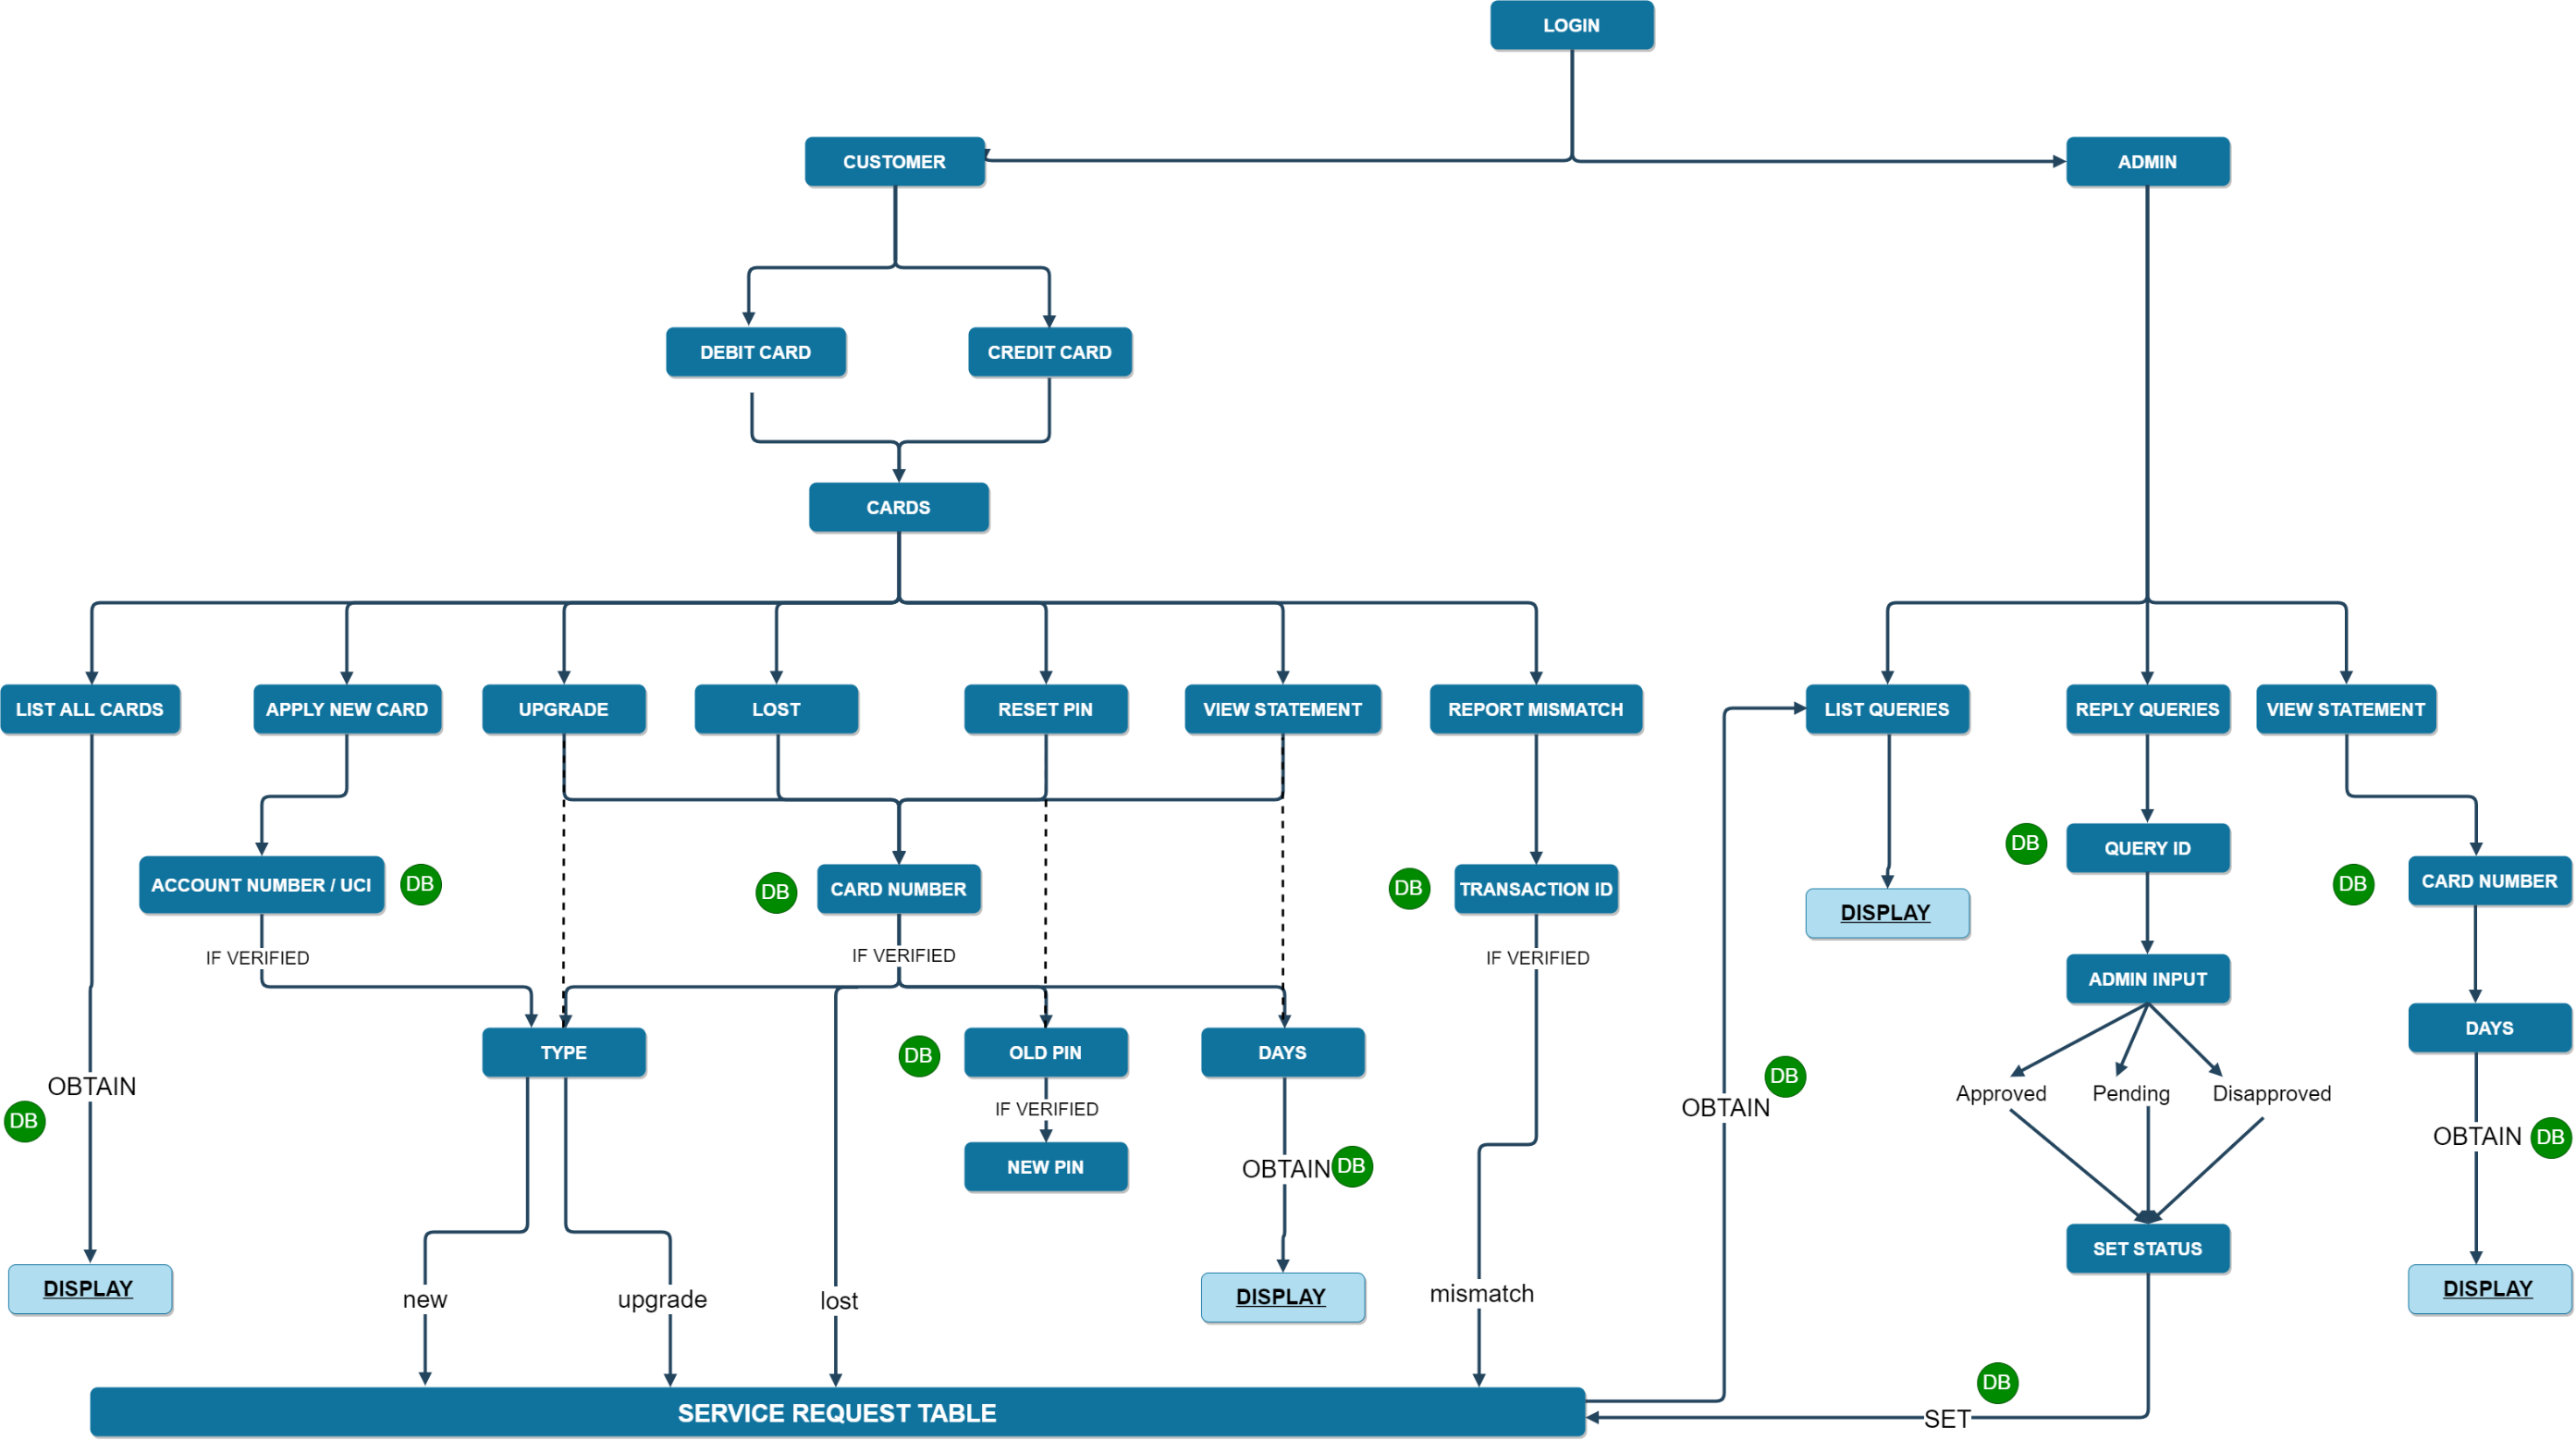 LOGIN
CUSTOMER
ADMIN
DEBIT CARD
CREDIT CARD
CARDS
LIST ALL CARDS
APPLY NEW CARD
UPGRADE
LOST
RESET PIN
VIEW STATEMENT
REPORT MISMATCH
LIST QUERIES
REPLY QUERIES
VIEW STATEMENT
ACCOUNT NUMBER / UCI
DB
DB
CARD NUMBER
DB
TRANSACTION ID
DISPLAY
DB
QUERY ID
DB
CARD NUMBER
IF VERIFIED
IF VERIFIED
IF VERIFIED
ADMIN INPUT
TYPE
DB
OLD PIN
DAYS
DAYS
OBTAIN
DB
IF VERIFIED
NEW PIN
OBTAIN
DB
OBTAIN
DB
Approved
Pending
Disapproved
OBTAIN
DB
SET STATUS
DISPLAY
new
upgrade
lost
DISPLAY
mismatch
DISPLAY
SERVICE REQUEST TABLE
DB
SET